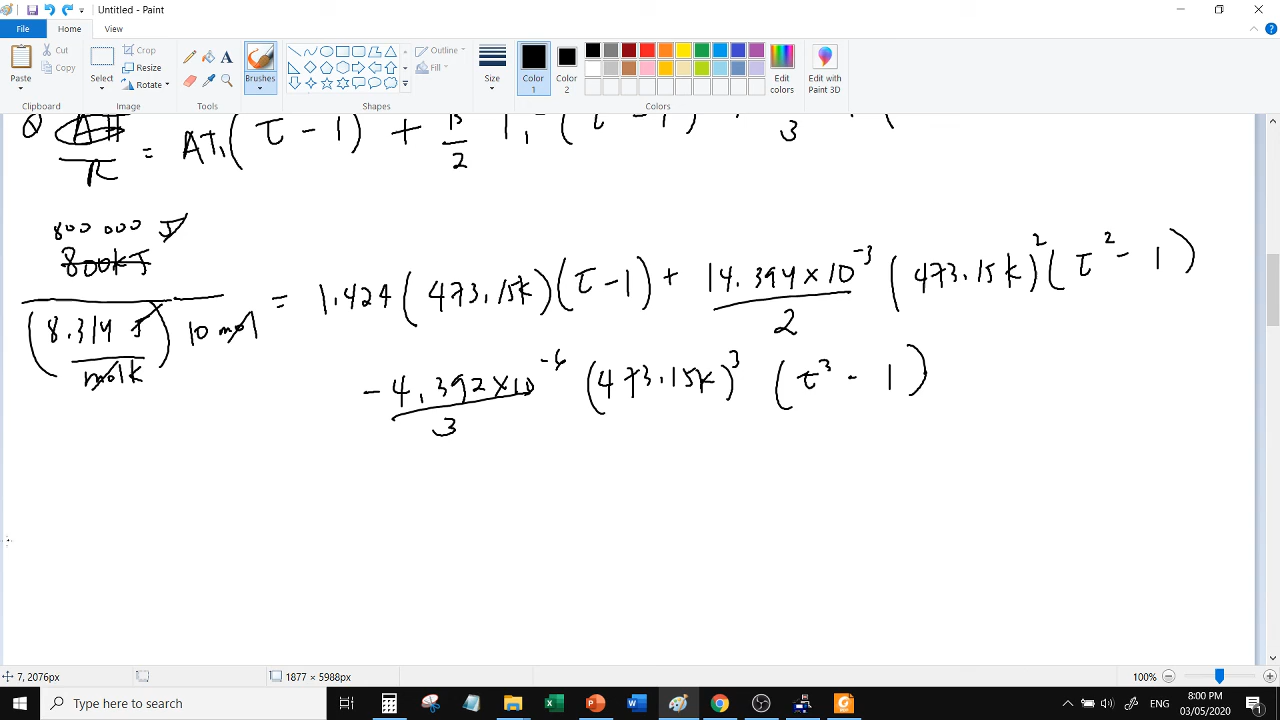 Untitled - Paint
File Home View
Paste Cut Copy Clipboard
Select Crop Resize Rotate Image
Tools
Brushes
Outline Fill Shapes
Size
Color 1 Color 2 Edit colors Colors
Edit with Paint 3D
Q
R = AT₁(τ - 1) + B/2 T₁ (τ - 1)
3
800 000 J
800kJ
(8.314 J/molK) 10 mol = 1.424 (473.15K)(τ-1) + 14.394×10⁻³/2 (473.15K)²(τ² - 1)
-4.392×10⁻⁶/3 (473.15K)³ (τ³ - 1)
7, 2076px 1877 × 5988px 100%
Type here to search
ENG 8:00 PM
03/05/2020